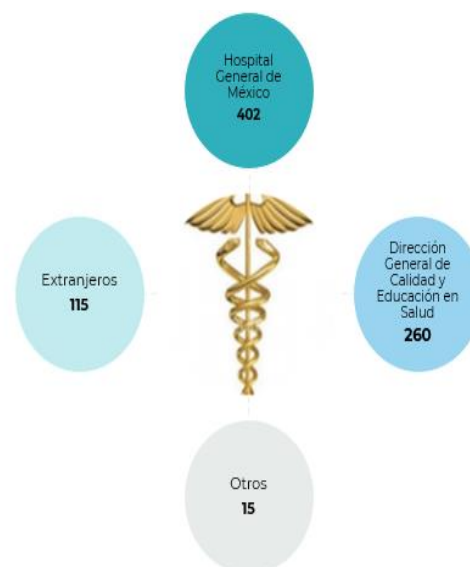 Hospital
General de
México
402
Extranjeros
115
Dirección
General de
Calidad y
Educación en
Salud
260
Otros
15